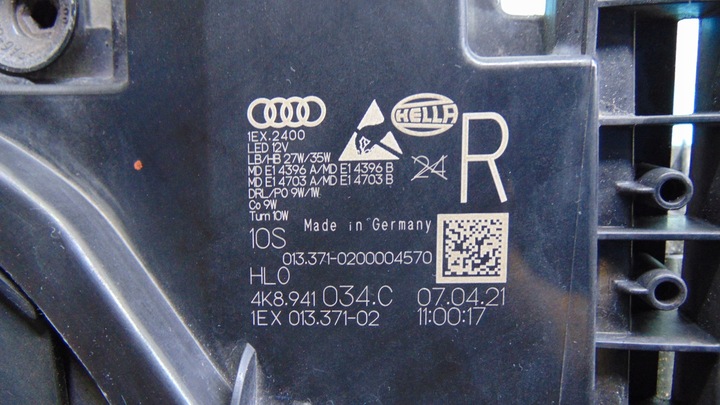 HELLA
1EX.2400
LED 12V
LB/HB 27W/35W
MD E1 4396 A/MD E1 4396 B
MD E1 4703 A/MD E1 4703 B
DRL/PO 9W/1W
Co 9W
Turn 10W
24
R
10S
Made in Germany
013.371-0200004570
HL0
4K8.941 034.C 07.04.21
1EX 013.371-02 11:00:17